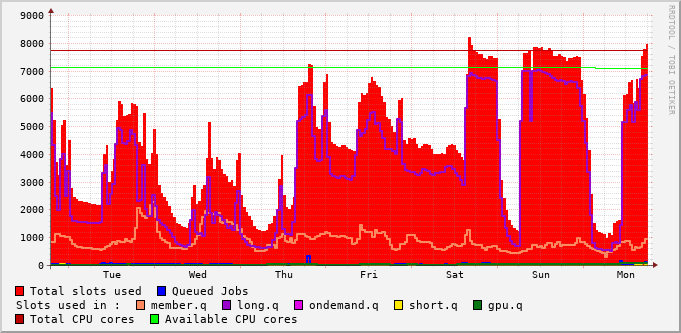 RRDTOOL / TOBI OETIKER
9000
8000
7000
6000
5000
4000
3000
2000
1000
0
Tue Wed Thu Fri Sat Sun Mon
Total slots used Queued Jobs
Slots used in : member.q long.q ondemand.q short.q gpu.q
Total CPU cores Available CPU cores